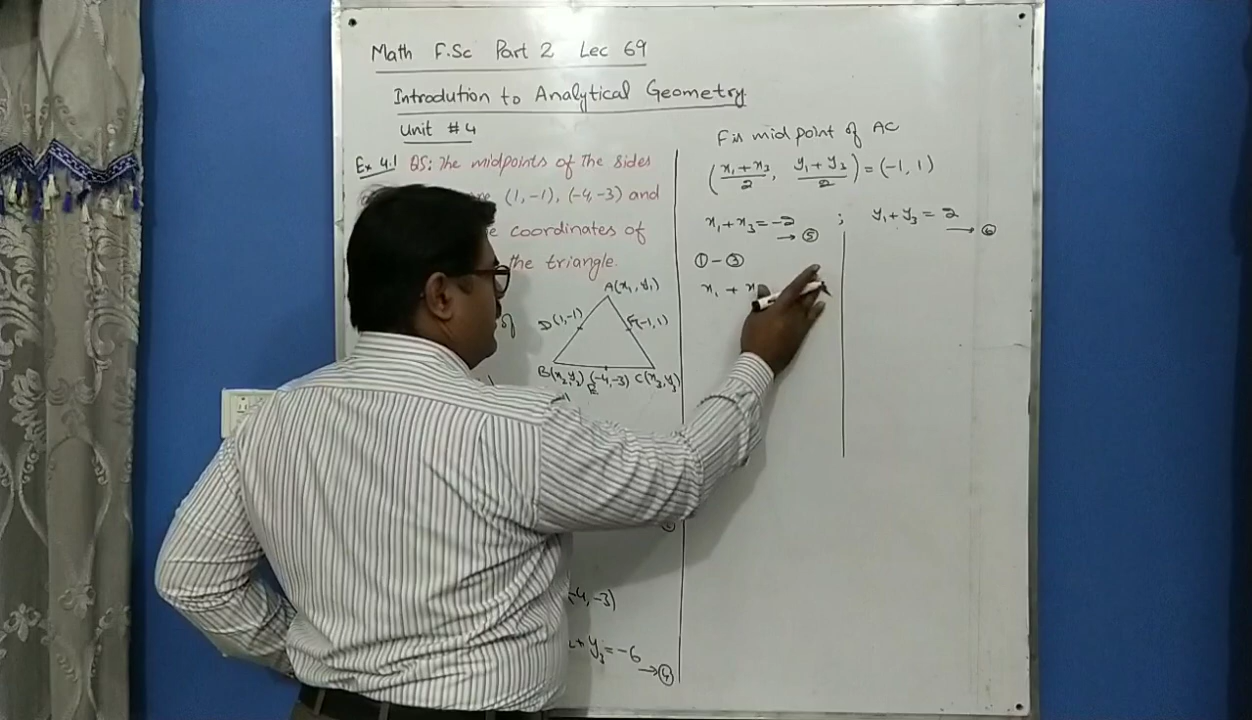 Math F.Sc Part 2 Lec 69
Introdution to Analytical Geometry
Unit #4
Ex 4.1 Q5: The midpoints of the sides
(1, -1), (-4, -3) and
coordinates of
the triangle.
A(x₁, y₁)
D(1, -1)
F(-1, 1)
B(x₂, y₂) (-4, -3) C(x₃, y₃)
E
-4, -3)
y₃ = -6
→ ④
F is mid point of AC
(x₁ + x₃/2, y₁ + y₃/2) = (-1, 1)
x₁ + x₃ = -2 ; y₁ + y₃ = 2
→ ⑤ → ⑥
① - ③
x₁ + x